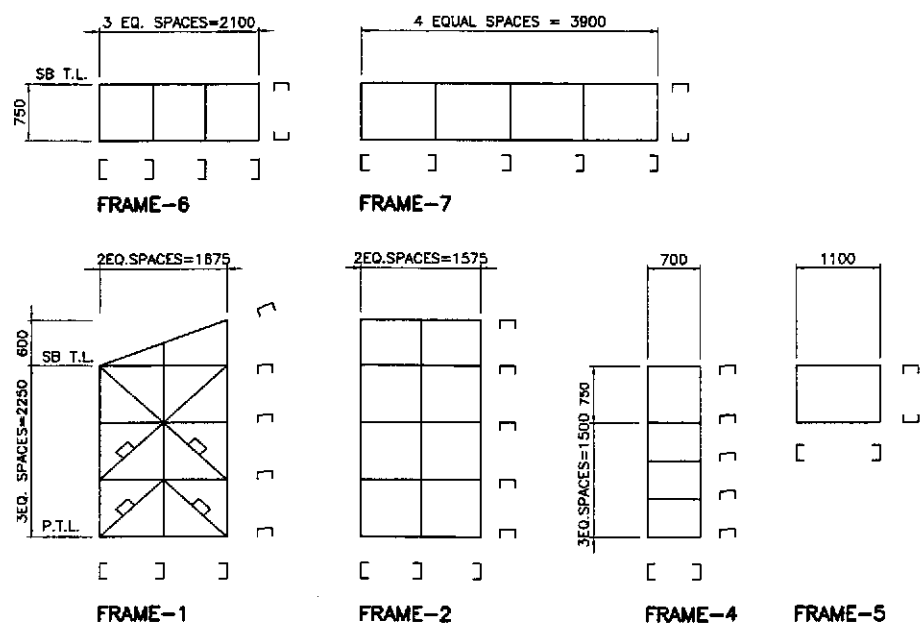 3 EQ. SPACES=2100
4 EQUAL SPACES = 3900
SB T.L.
750
FRAME-6
FRAME-7
2EQ.SPACES=1675
2EQ.SPACES=1575
700
1100
600
SB T.L.
3EQ. SPACES=2250
P.T.L.
750
3EQ.SPACES=1500
FRAME-1
FRAME-2
FRAME-4
FRAME-5